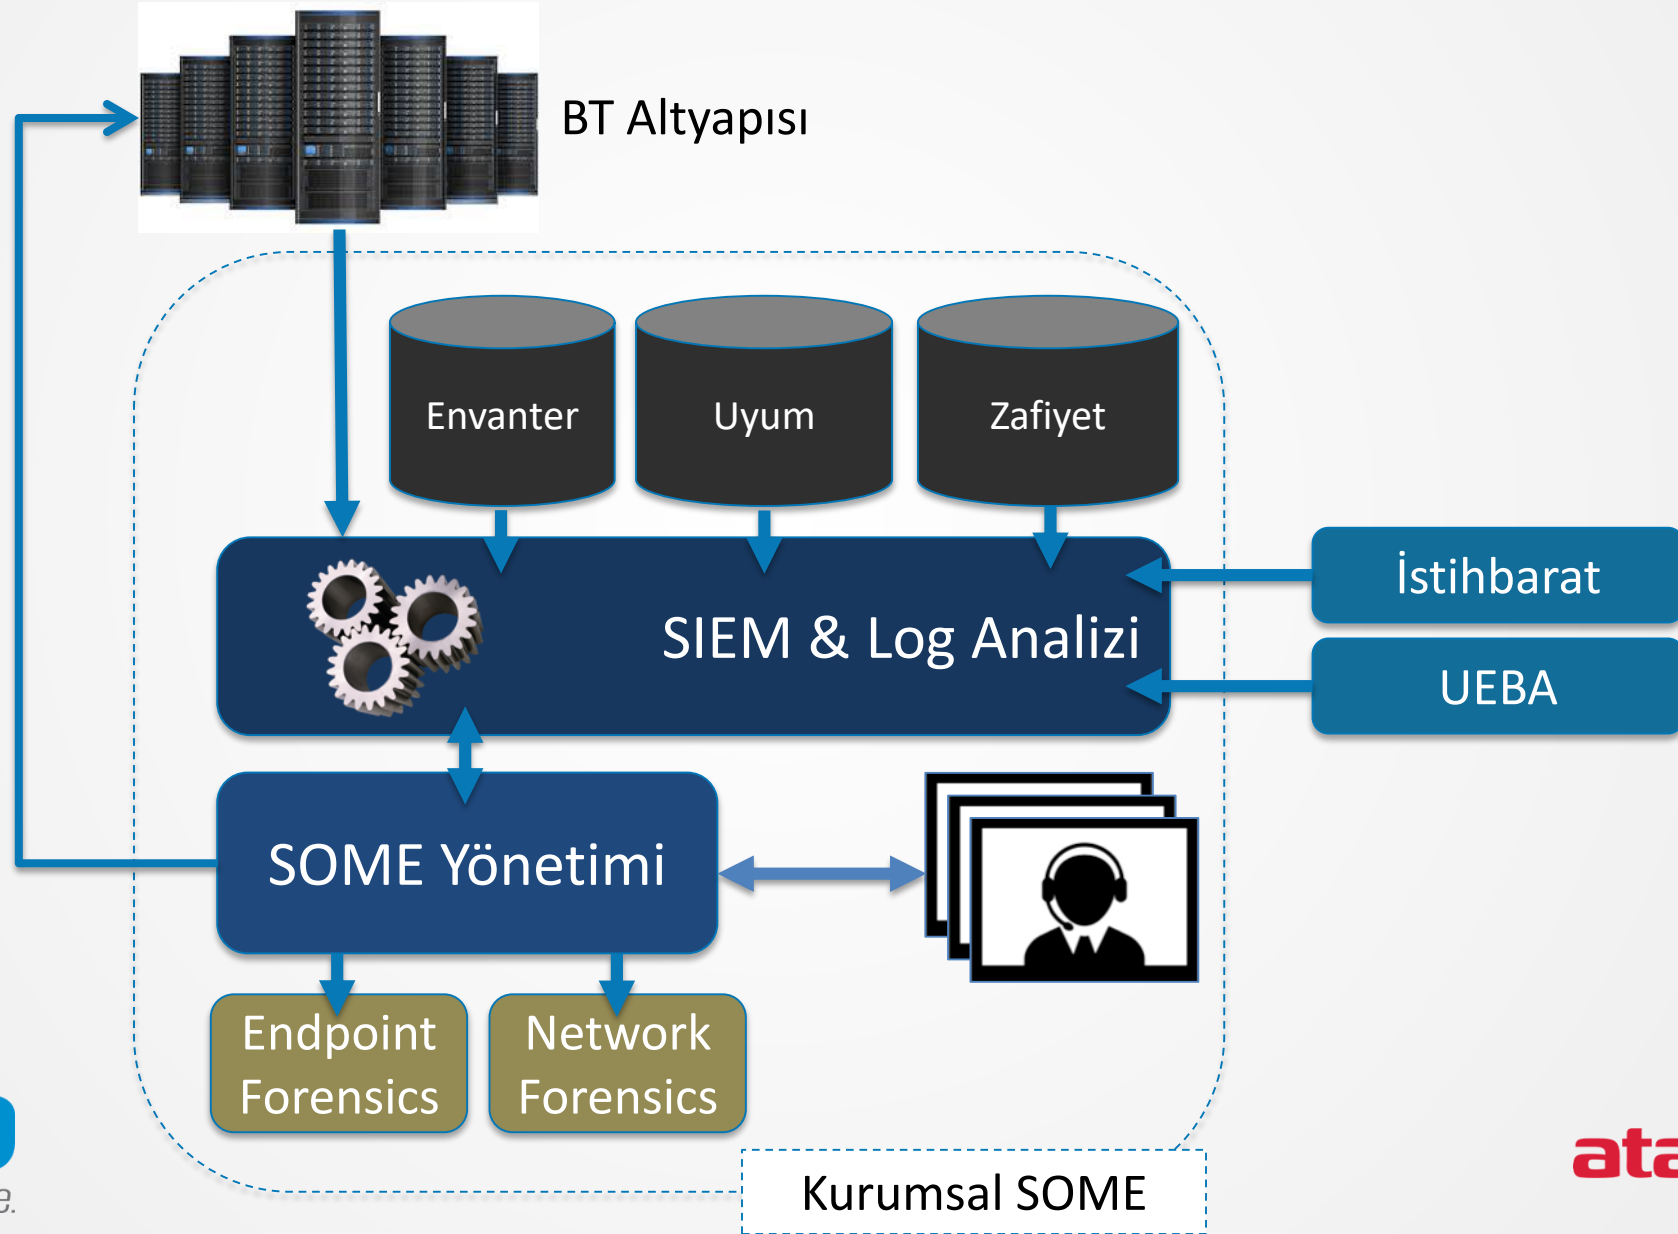 BT Altyapısı
Envanter
Uyum
Zafiyet
İstihbarat
SIEM & Log Analizi
UEBA
SOME Yönetimi
Endpoint
Forensics
Network
Forensics
Kurumsal SOME